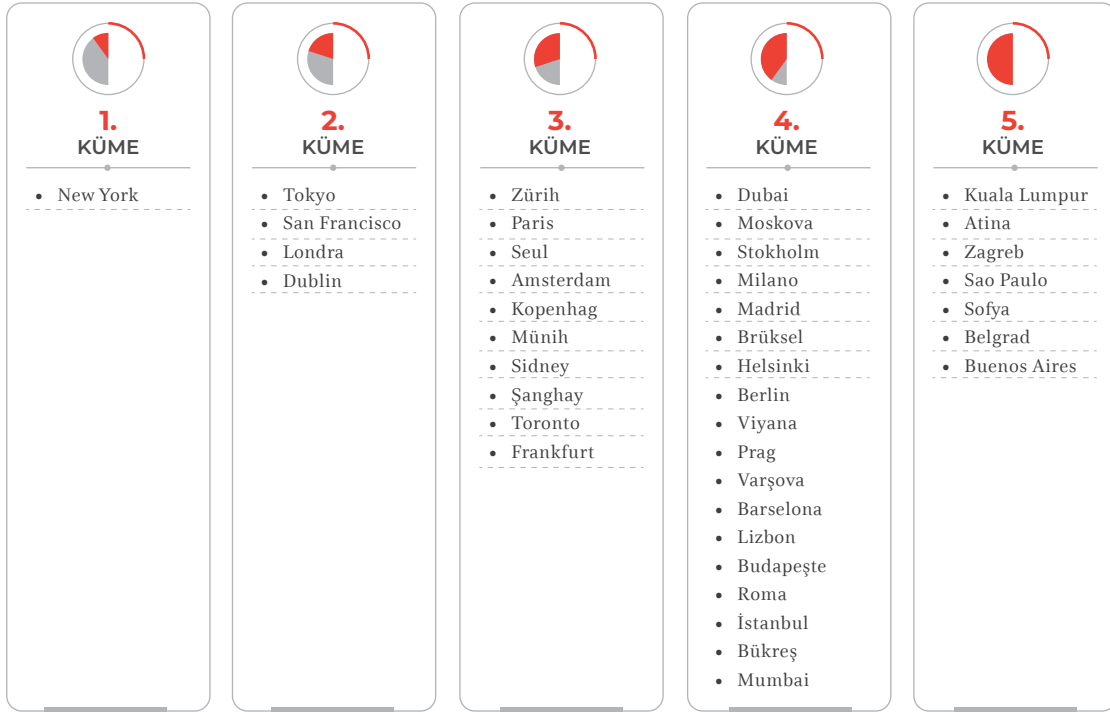 1.
KÜME
• New York
2.
KÜME
• Tokyo
• San Francisco
• Londra
• Dublin
3.
KÜME
• Zürih
• Paris
• Seul
• Amsterdam
• Kopenhag
• Münih
• Sidney
• Şanghay
• Toronto
• Frankfurt
4.
KÜME
• Dubai
• Moskova
• Stokholm
• Milano
• Madrid
• Brüksel
• Helsinki
• Berlin
• Viyana
• Prag
• Varşova
• Barselona
• Lizbon
• Budapeşte
• Roma
• İstanbul
• Bükreş
• Mumbai
5.
KÜME
• Kuala Lumpur
• Atina
• Zagreb
• Sao Paulo
• Sofya
• Belgrad
• Buenos Aires